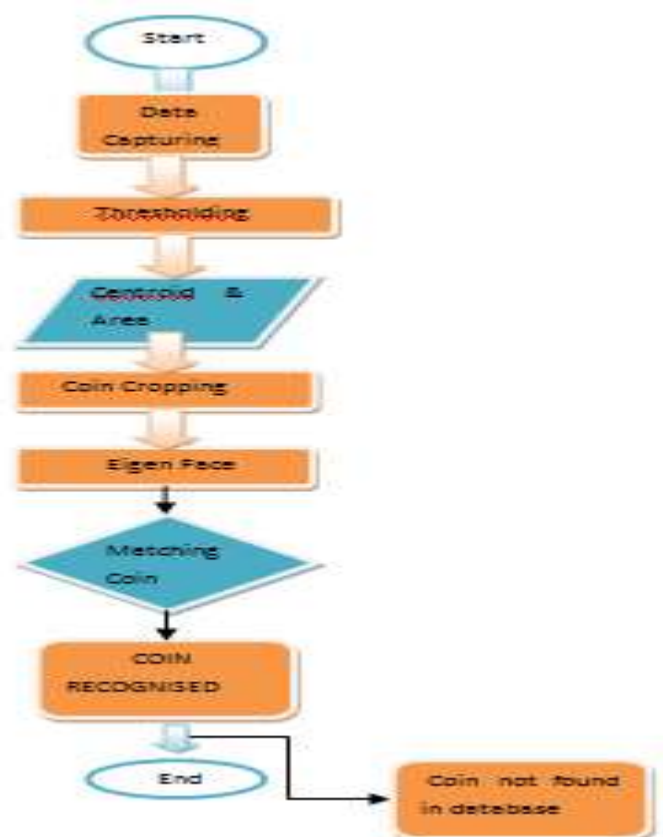 Start
Data
Capturing
Thresholding
Centroid &
Area
Coin Cropping
Eigen Face
Matching
Coin
COIN
RECOGNISED
End
Coin not found
in database